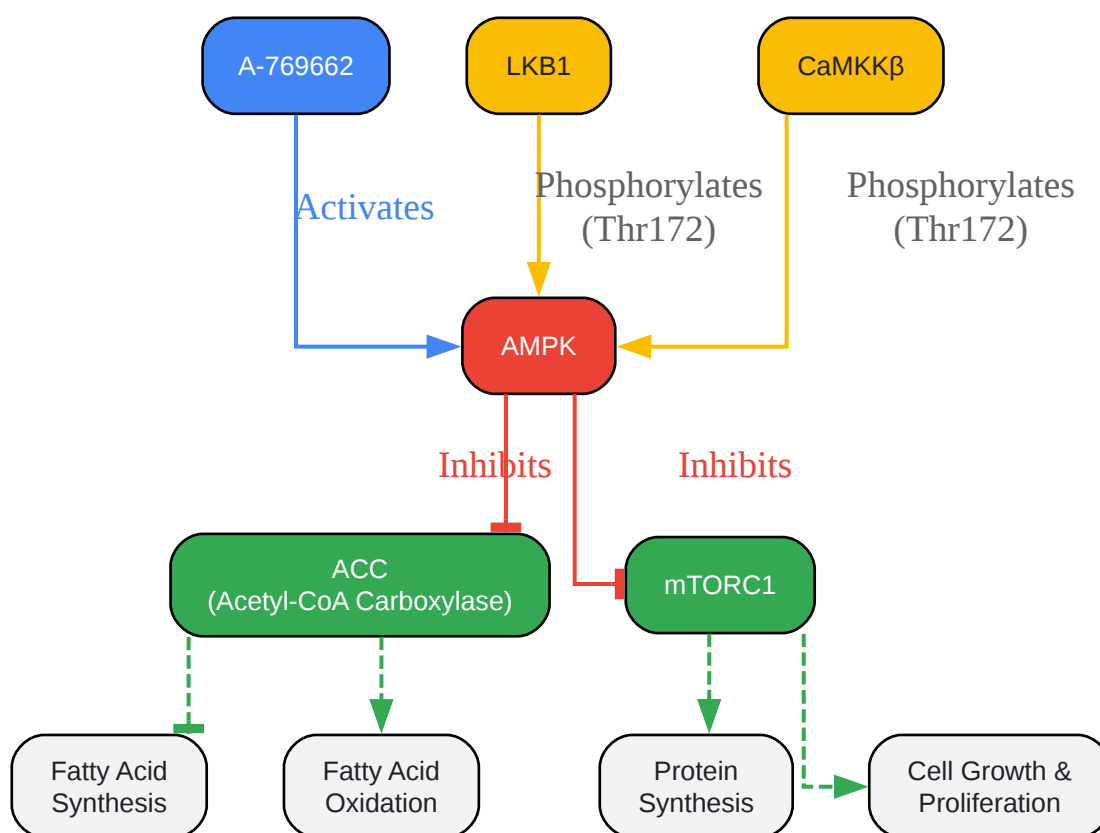 A-769662
LKB1
CaMKKβ
Activates
Phosphorylates
(Thr172)
Phosphorylates
(Thr172)
AMPK
Inhibits
Inhibits
ACC
(Acetyl-CoA Carboxylase)
mTORC1
Fatty Acid
Synthesis
Fatty Acid
Oxidation
Protein
Synthesis
Cell Growth &
Proliferation